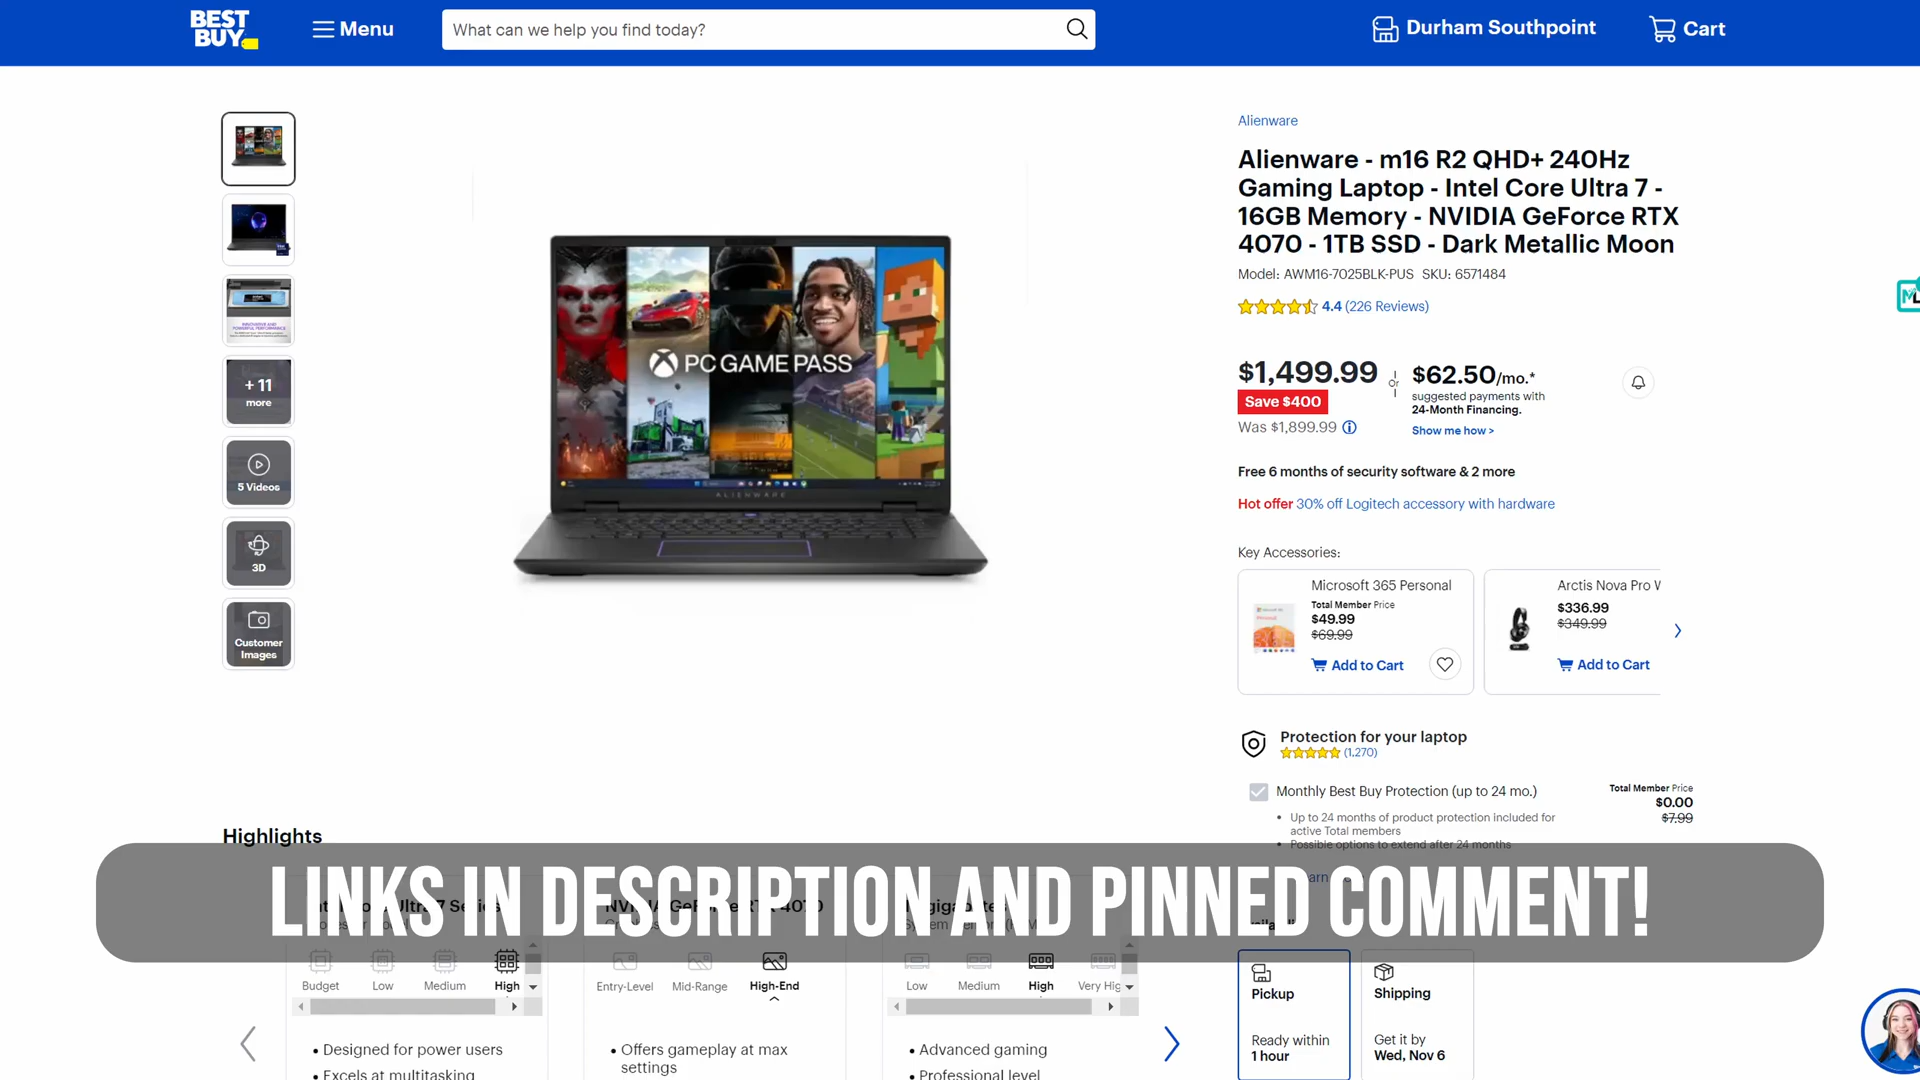 BEST BUY
Menu
What can we help you find today?
Durham Southpoint
Cart
Alienware
Alienware - m16 R2 QHD+ 240Hz
Gaming Laptop - Intel Core Ultra 7 -
16GB Memory - NVIDIA GeForce RTX
4070 - 1TB SSD - Dark Metallic Moon
Model: AWM16-7025BLK-PUS SKU: 6571484
4.4 (226 Reviews)
$1,499.99
Save $400
Was $1,899.99
Or
$62.50/mo.*
suggested payments with
24-Month Financing.
Show me how >
Free 6 months of security software & 2 more
Hot offer 30% off Logitech accessory with hardware
+ 11
more
5 Videos
3D
Customer
Images
PC GAME PASS
ALIENWARE
Key Accessories:
Microsoft 365 Personal
Total Member Price
$49.99
$69.99
Add to Cart
Arctis Nova Pro W
$336.99
$349.99
Add to Cart
Protection for your laptop
(1,270)
Monthly Best Buy Protection (up to 24 mo.)
Total Member Price
$0.00
$7.99
• Up to 24 months of product protection included for
active Total members
• Possible options to extend after 24 months
Highlights
LINKS IN DESCRIPTION AND PINNED COMMENT!
Budget
Low
Medium
High
Entry-Level
Mid-Range
High-End
Low
Medium
High
Very Hig
• Designed for power users
• Excels at multitasking
• Offers gameplay at max
settings
• Advanced gaming
• Professional level
Pickup
Ready within
1 hour
Shipping
Get it by
Wed, Nov 6